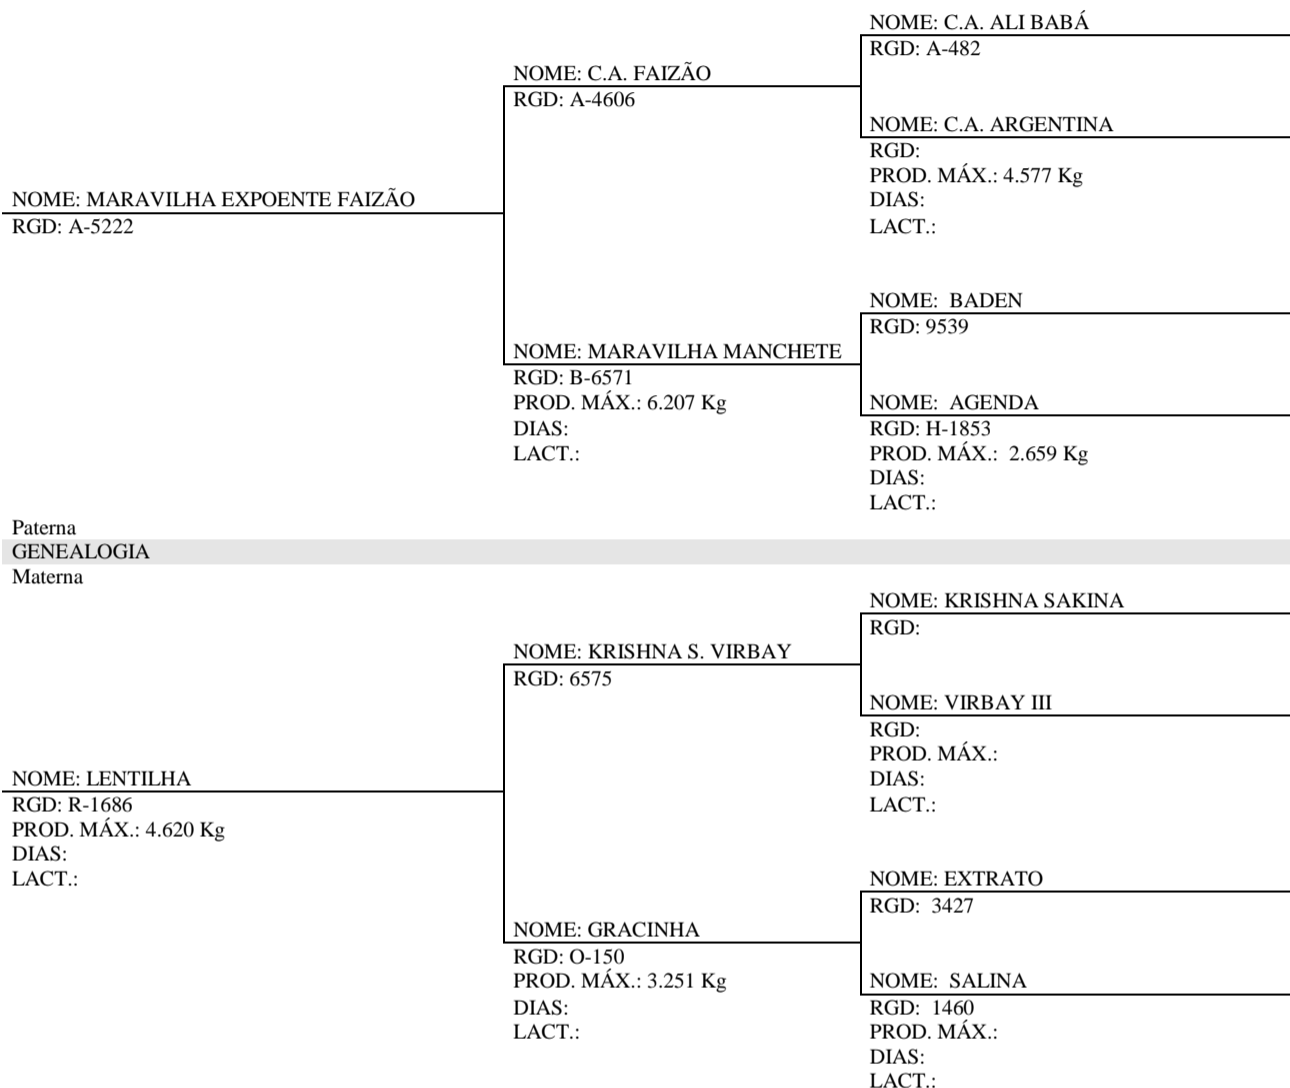 NOME: C.A. ALI BABÁ
RGD: A-482
NOME: C.A. FAIZÃO
RGD: A-4606
NOME: C.A. ARGENTINA
RGD:
PROD. MÁX.: 4.577 Kg
DIAS:
LACT.:
NOME: MARAVILHA EXPOENTE FAIZÃO
RGD: A-5222
NOME: BADEN
RGD: 9539
NOME: MARAVILHA MANCHETE
RGD: B-6571
PROD. MÁX.: 6.207 Kg
DIAS:
LACT.:
NOME: AGENDA
RGD: H-1853
PROD. MÁX.: 2.659 Kg
DIAS:
LACT.:
Paterna
GENEALOGIA
Materna
NOME: KRISHNA SAKINA
RGD:
NOME: KRISHNA S. VIRBAY
RGD: 6575
NOME: VIRBAY III
RGD:
PROD. MÁX.:
DIAS:
LACT.:
NOME: LENTILHA
RGD: R-1686
PROD. MÁX.: 4.620 Kg
DIAS:
LACT.:
NOME: EXTRATO
RGD: 3427
NOME: GRACINHA
RGD: O-150
PROD. MÁX.: 3.251 Kg
DIAS:
LACT.:
NOME: SALINA
RGD: 1460
PROD. MÁX.:
DIAS:
LACT.: